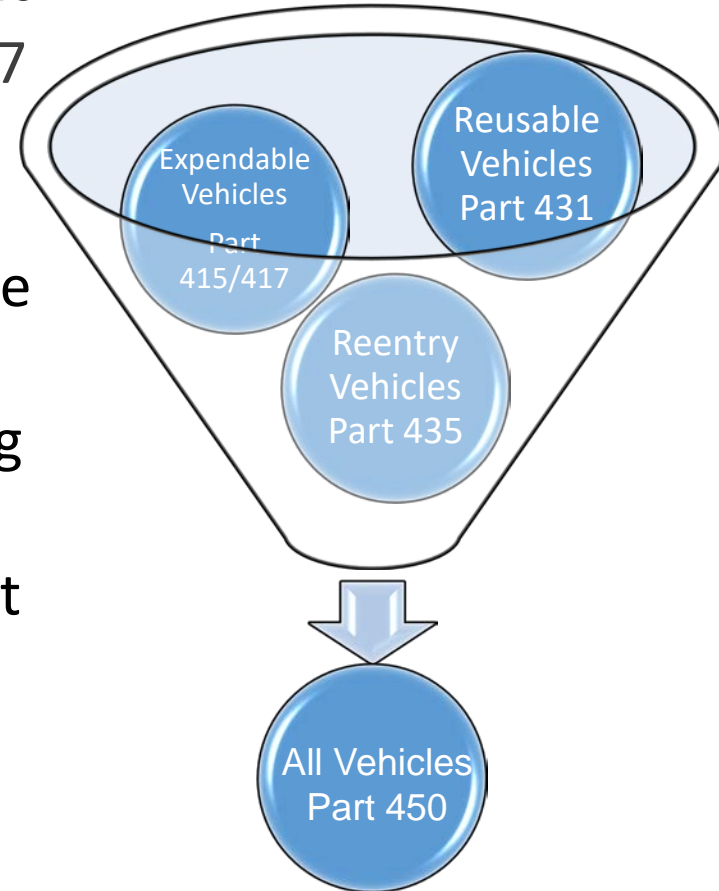 7
e
g
t
Expendable
Vehicles
Part
415/417
Reusable
Vehicles
Part 431
Reentry
Vehicles
Part 435
All Vehicles
Part 450